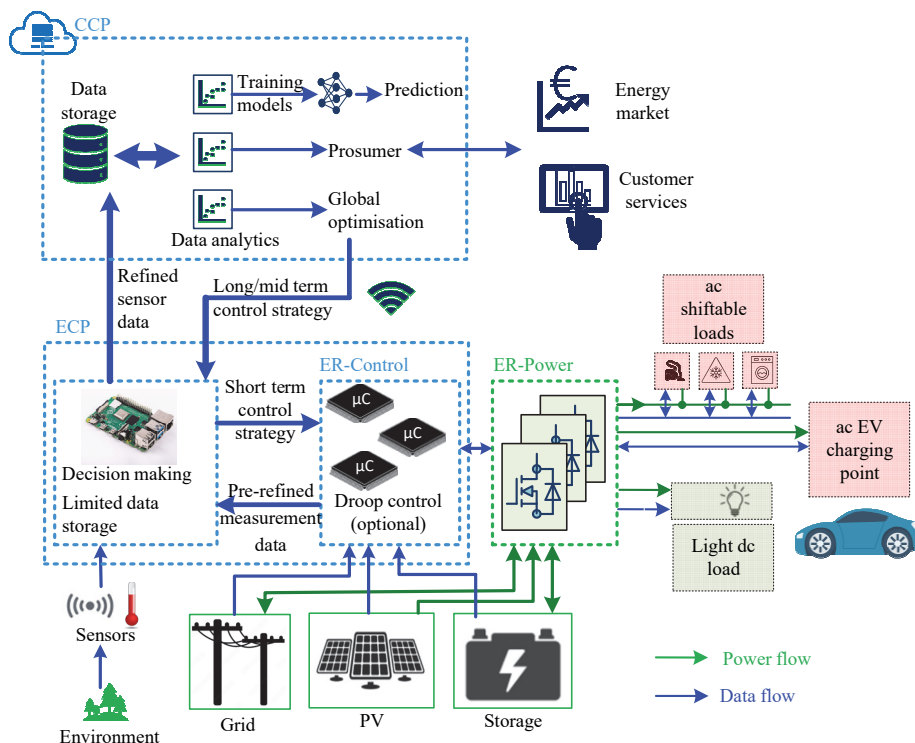 CCP
Data
storage
Training
models
Prediction
Prosumer
Global
optimisation
Data analytics
€
Energy
market
Customer
services
Refined
sensor
data
Long/mid term
control strategy
ECP
ER-Control
ER-Power
Short term
control
strategy
μC
μC
μC
Decision making
Limited data
storage
Pre-refined
measurement
data
Droop control
(optional)
ac
shiftable
loads
ac EV
charging
point
Light dc
load
Sensors
Environment
Grid
PV
Storage
Power flow
Data flow